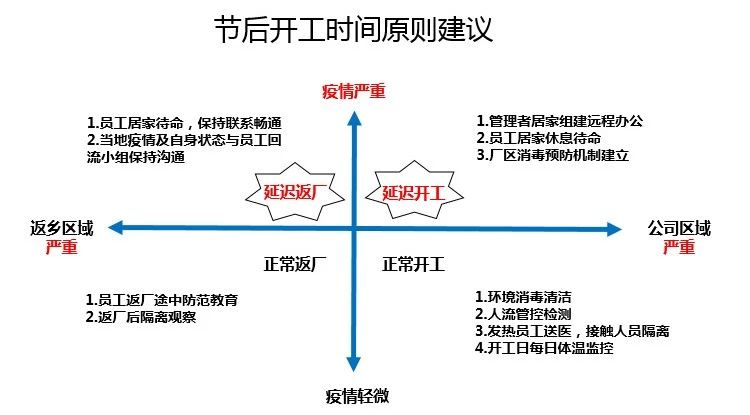 节后开工时间原则建议
疫情严重
1.员工居家待命，保持联系畅通
2.当地疫情及自身状态与员工回
流小组保持沟通
1.管理者居家组建远程办公
2.员工居家休息待命
3.厂区消毒预防机制建立
延迟返厂
延迟开工
返乡区域
严重
公司区域
严重
正常返厂
正常开工
1.员工返厂途中防范教育
2.返厂后隔离观察
1.环境消毒清洁
2.人流管控检测
3.发热员工送医，接触人员隔离
4.开工日每日体温监控
疫情轻微